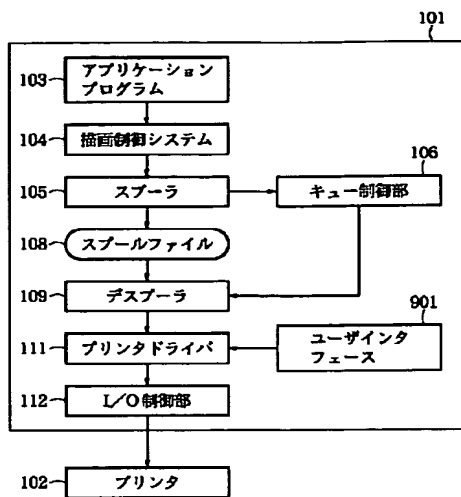 101
103
アプリケーション
プログラム
104
描画制御システム
106
105
スプーラ
キュー制御部
108
スプールファイル
109
デスプーラ
901
111
プリンタドライバ
ユーザインタ
フェース
112
I/O制御部
102
プリンタ